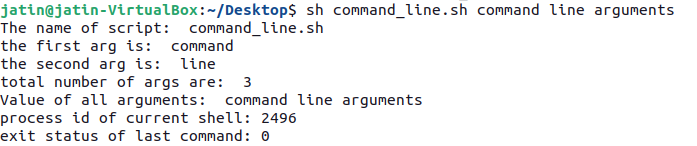 jatin@jatin-VirtualBox:~/Desktop$ sh command_line.sh command line arguments
The name of script:  command_line.sh
the first arg is:  command
the second arg is:  line
total number of args are:  3
Value of all arguments:  command line arguments
process id of current shell: 2496
exit status of last command: 0